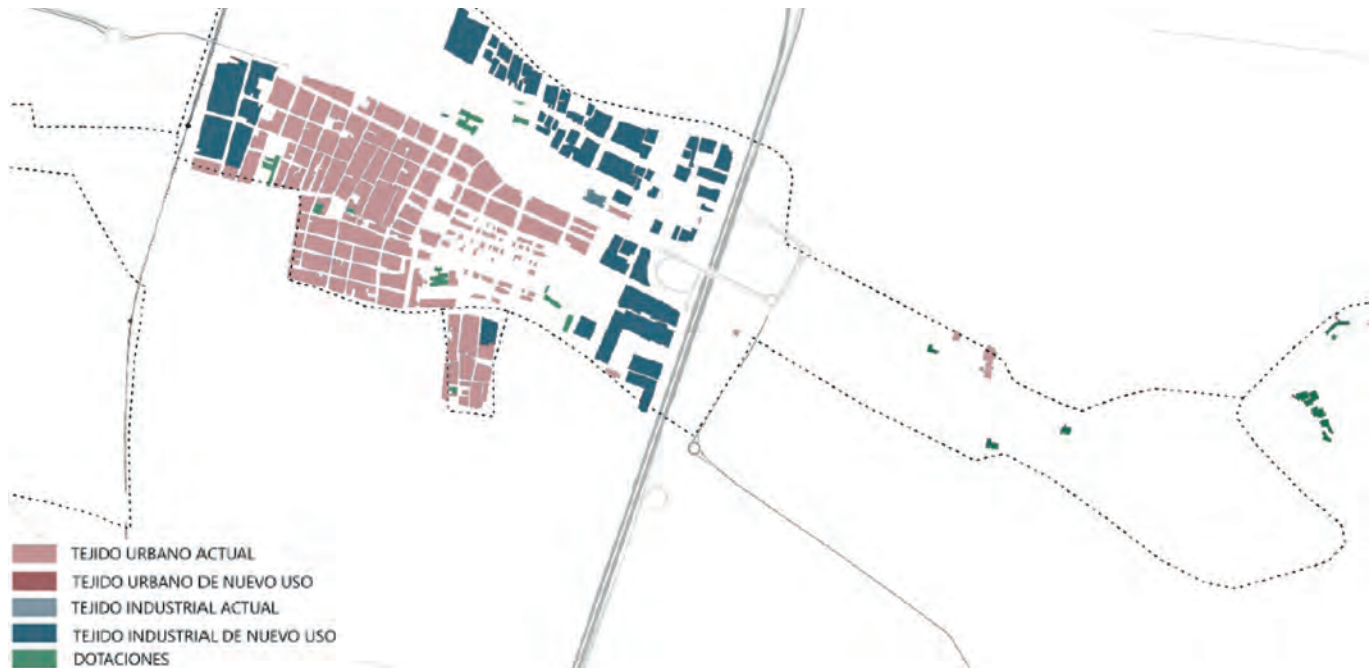 TEJIDO URBANO ACTUAL
TEJIDO URBANO DE NUEVO USO
TEJIDO INDUSTRIAL ACTUAL
TEJIDO INDUSTRIAL DE NUEVO USO
DOTACIONES